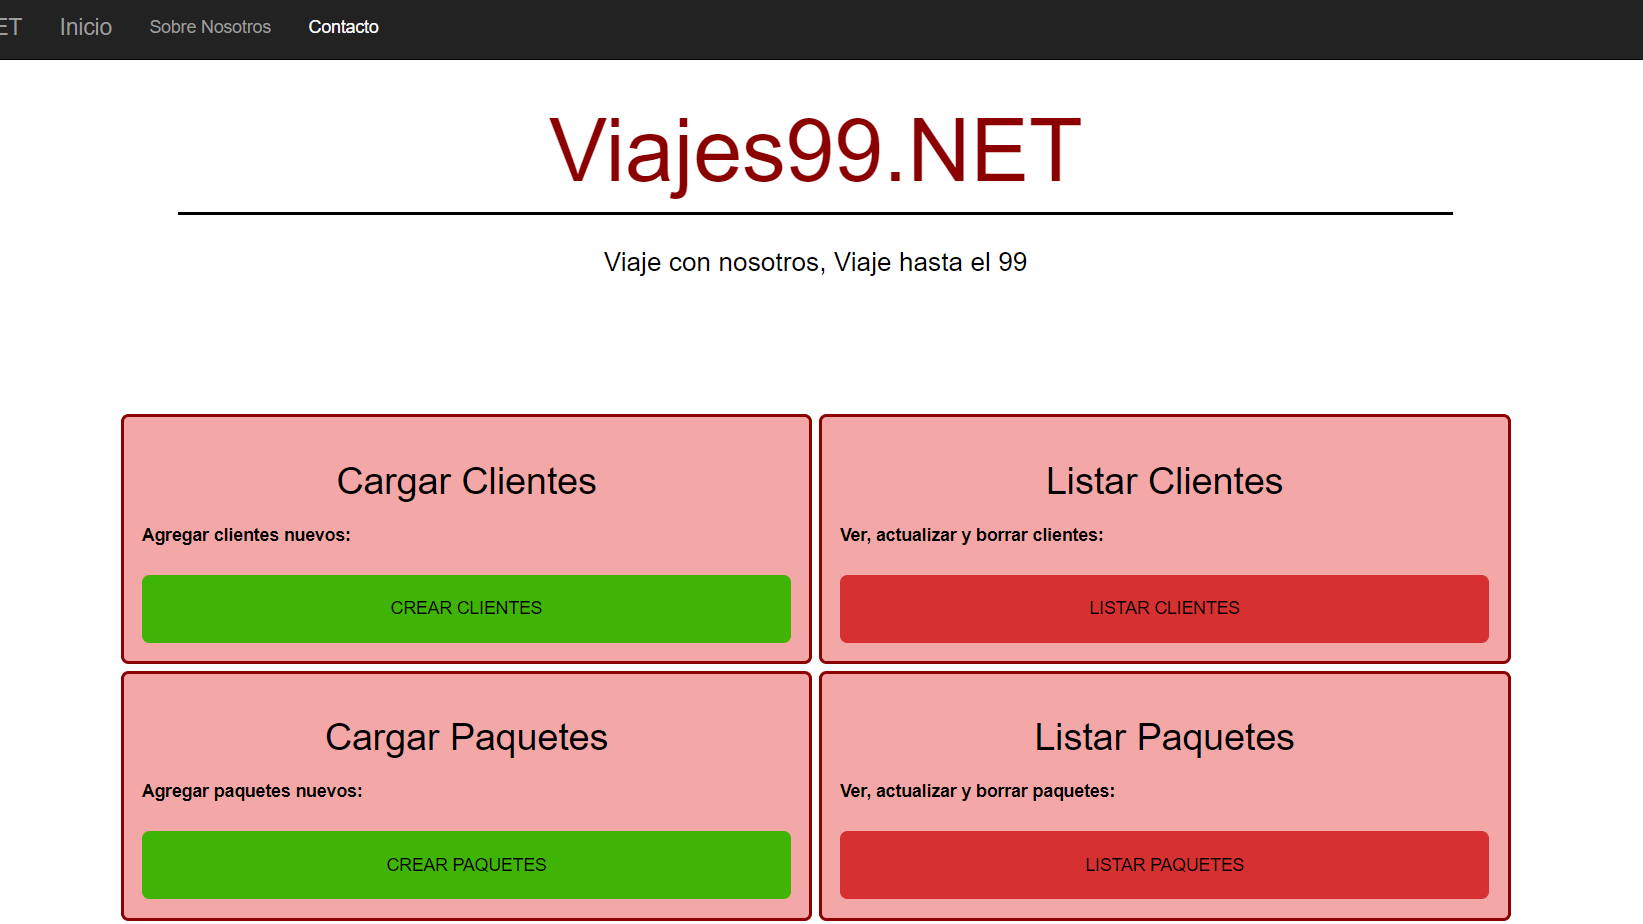 ET Inicio Sobre Nosotros Contacto
Viajes99.NET
Viaje con nosotros, Viaje hasta el 99
Cargar Clientes
Agregar clientes nuevos:
CREAR CLIENTES
Listar Clientes
Ver, actualizar y borrar clientes:
LISTAR CLIENTES
Cargar Paquetes
Agregar paquetes nuevos:
CREAR PAQUETES
Listar Paquetes
Ver, actualizar y borrar paquetes:
LISTAR PAQUETES